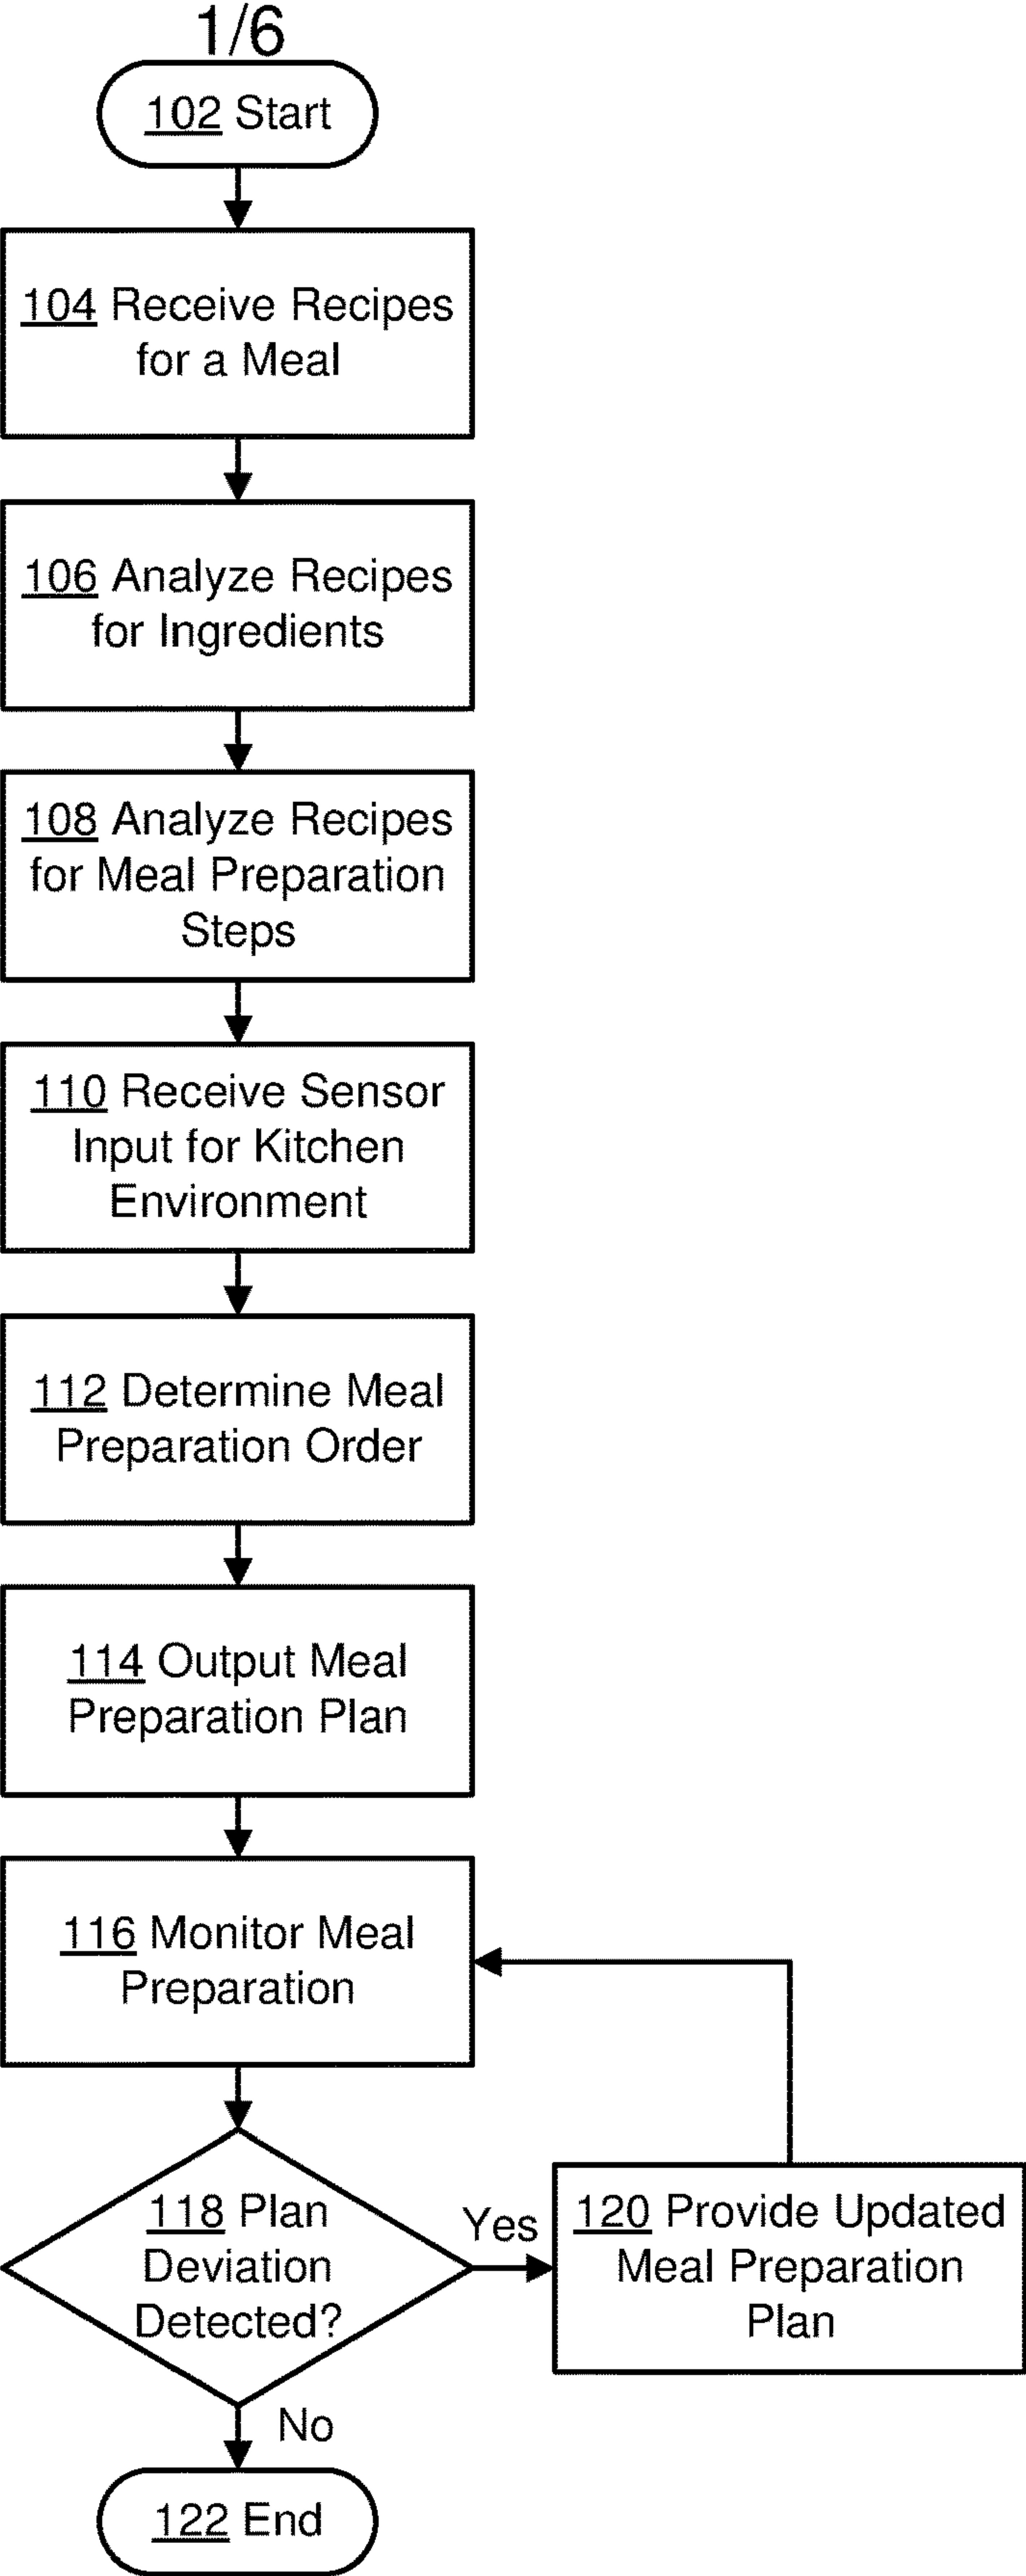 1/6
102 Start
104 Receive Recipes
for a Meal
106 Analyze Recipes
for Ingredients
108 Analyze Recipes
for Meal Preparation
Steps
110 Receive Sensor
Input for Kitchen
Environment
112 Determine Meal
Preparation Order
114 Output Meal
Preparation Plan
116 Monitor Meal
Preparation
118 Plan
Deviation
Detected?
Yes
120 Provide Updated
Meal Preparation
Plan
No
122 End